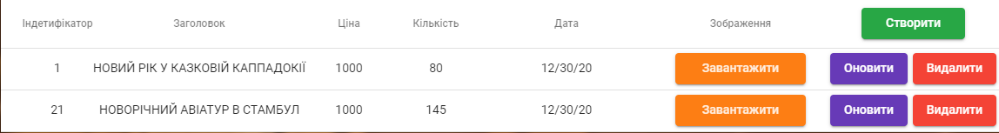 Індетифікатор Заголовок Ціна Кількість Дата Зображення Створити
1 НОВИЙ РІК У КАЗКОВІЙ КАППАДОКІЇ 1000 80 12/30/20 Завантажити Оновити Видалити
21 НОВОРІЧНИЙ АВІАТУР В СТАМБУЛ 1000 145 12/30/20 Завантажити Оновити Видалити